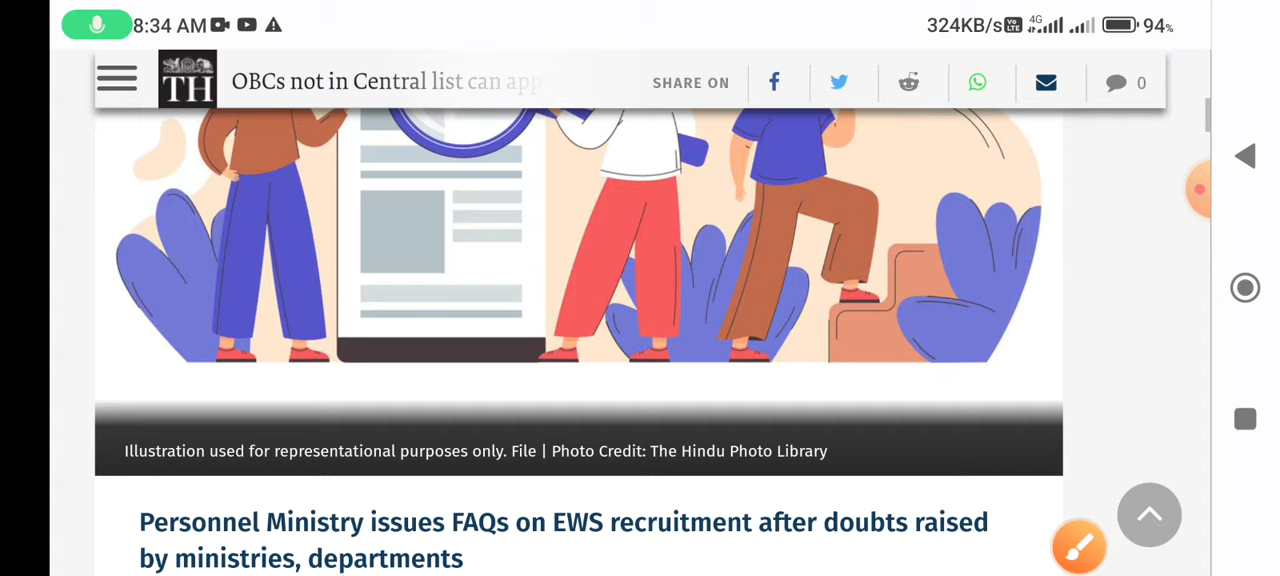 8:34 AM
324KB/s Vo LTE 4G 94%
TH
OBCs not in Central list can app
SHARE ON
0
Illustration used for representational purposes only. File | Photo Credit: The Hindu Photo Library
Personnel Ministry issues FAQs on EWS recruitment after doubts raised
by ministries, departments